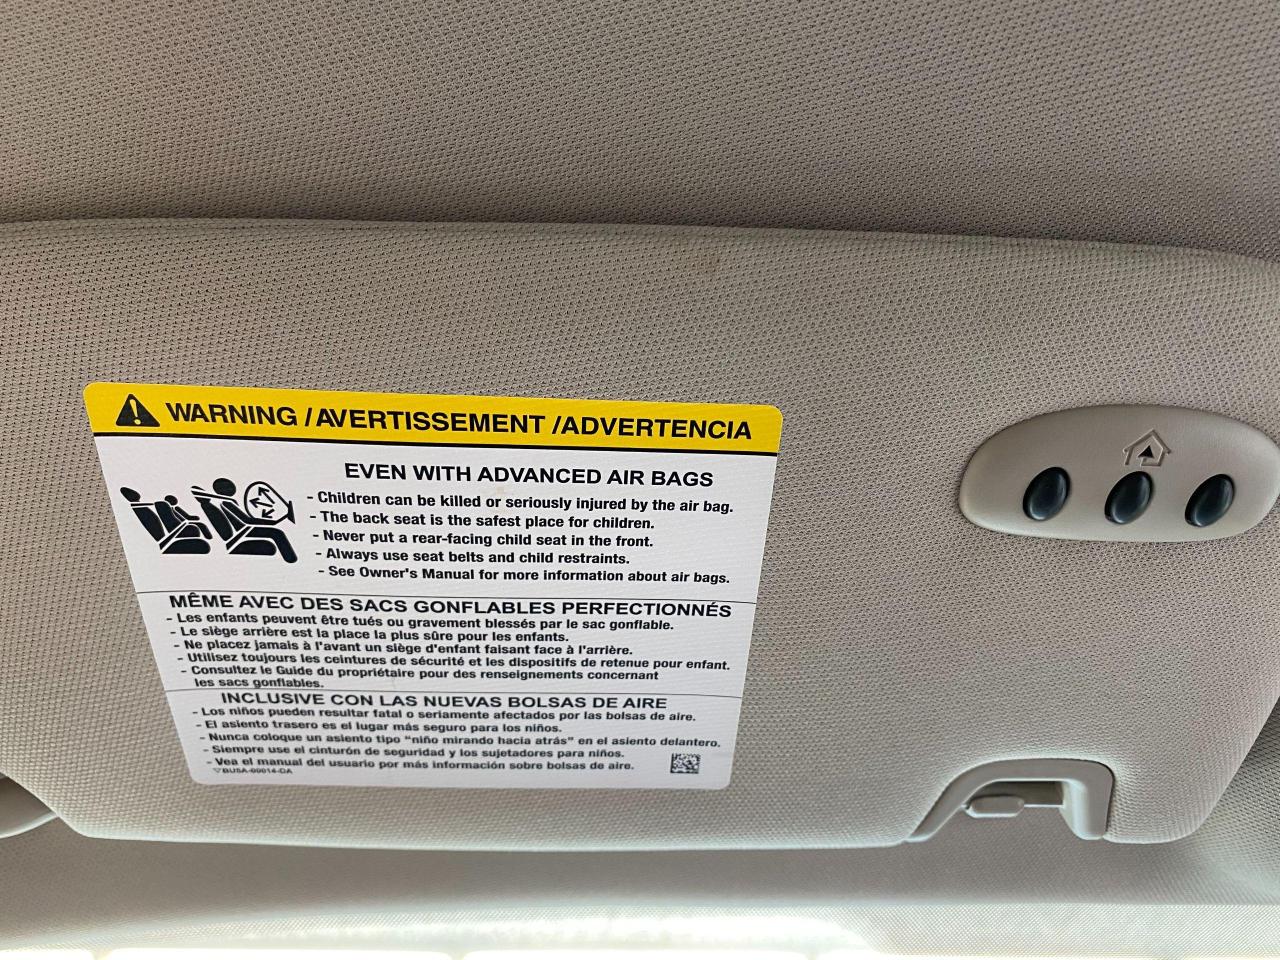 WARNING / AVERTISSEMENT / ADVERTENCIA
EVEN WITH ADVANCED AIR BAGS
- Children can be killed or seriously injured by the air bag.
- The back seat is the safest place for children.
- Never put a rear-facing child seat in the front.
- Always use seat belts and child restraints.
- See Owner's Manual for more information about air bags.
MÊME AVEC DES SACS GONFLABLES PERFECTIONNÉS
- Les enfants peuvent être tués ou gravement blessés par le sac gonflable.
- Le siège arrière est la place la plus sûre pour les enfants.
- Ne placez jamais à l'avant un siège d'enfant faisant face à l'arrière.
- Utilisez toujours les ceintures de sécurité et les dispositifs de retenue pour enfant.
- Consultez le Guide du propriétaire pour des renseignements concernant
les sacs gonflables.
INCLUSIVE CON LAS NUEVAS BOLSAS DE AIRE
- Los niños pueden resultar fatal o seriamente afectados por las bolsas de aire.
- El asiento trasero es el lugar más seguro para los niños.
- Nunca coloque un asiento tipo “niño mirando hacia atrás” en el asiento delantero.
- Siempre use el cinturón de seguridad y los sujetadores para niños.
- Vea el manual del usuario por más información sobre bolsas de aire.